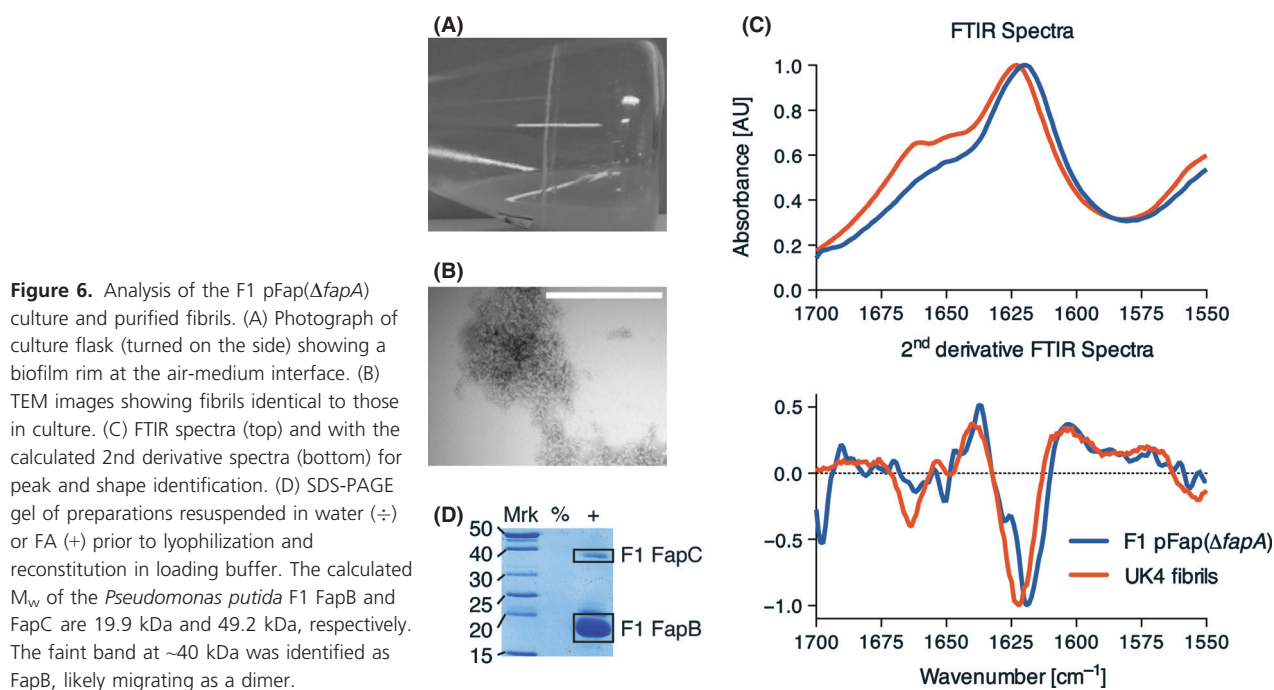 Figure 6. Analysis of the F1 pFap(ΔfapA)
culture and purified fibrils. (A) Photograph of
culture flask (turned on the side) showing a
biofilm rim at the air-medium interface. (B)
TEM images showing fibrils identical to those
in culture. (C) FTIR spectra (top) and with the
calculated 2nd derivative spectra (bottom) for
peak and shape identification. (D) SDS-PAGE
gel of preparations resuspended in water (÷)
or FA (+) prior to lyophilization and
reconstitution in loading buffer. The calculated
Mw of the Pseudomonas putida F1 FapB and
FapC are 19.9 kDa and 49.2 kDa, respectively.
The faint band at ~40 kDa was identified as
FapB, likely migrating as a dimer.
(A)
(B)
(D)
Mrk % +
50
40
30
25
20
15
F1 FapC
F1 FapB
(C)
FTIR Spectra
Absorbance [AU]
1.0
0.8
0.6
0.4
0.2
0.0
1700 1675 1650 1625 1600 1575 1550
2nd derivative FTIR Spectra
0.5
0.0
−0.5
−1.0
F1 pFap(ΔfapA)
UK4 fibrils
1700 1675 1650 1625 1600 1575 1550
Wavenumber [cm−1]